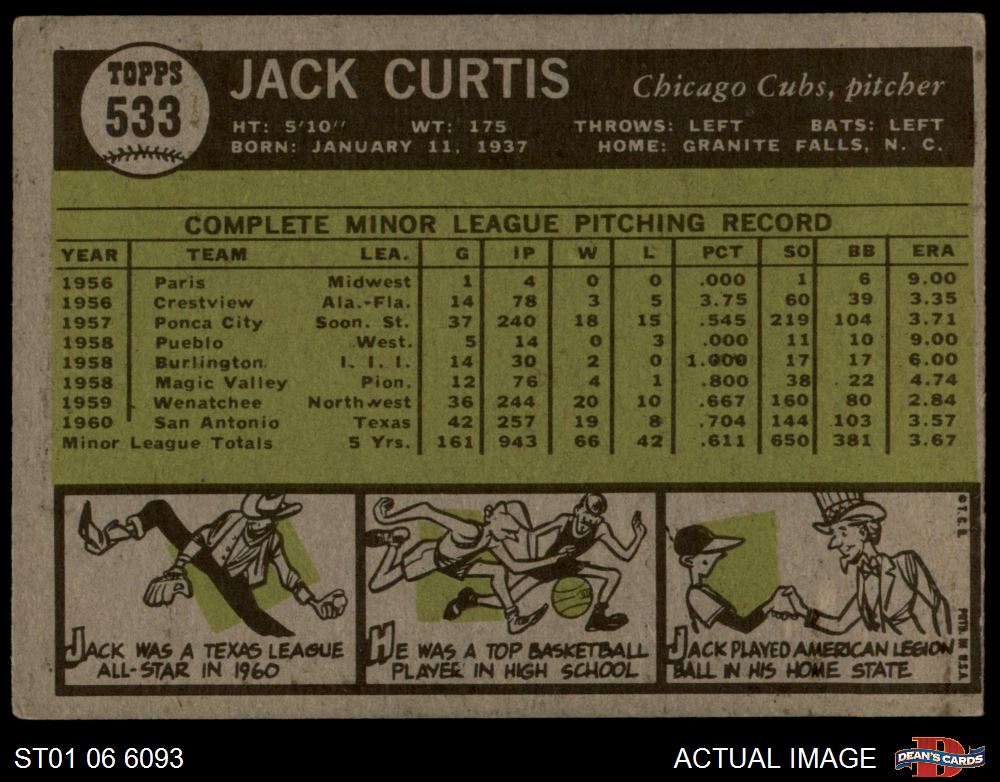 TOPPS
533
JACK CURTIS
Chicago Cubs, pitcher
HT: 5'10" WT: 175 THROWS: LEFT BATS: LEFT
BORN: JANUARY 11, 1937 HOME: GRANITE FALLS, N. C.
COMPLETE MINOR LEAGUE PITCHING RECORD
YEAR TEAM LEA. G IP W L PCT SO BB ERA
1956 Paris Midwest 1 4 0 0 .000 1 6 9.00
1956 Crestview Ala.-Fla. 14 78 3 5 3.75 60 39 3.35
1957 Ponca City Soon. St. 37 240 18 15 .545 219 104 3.71
1958 Pueblo West. 5 14 0 3 .000 11 10 9.00
1958 Burlington I. I. I. 14 30 2 0 1.000 17 17 6.00
1958 Magic Valley Pion. 12 76 4 1 .800 38 22 4.74
1959 Wenatchee Northwest 36 244 20 10 .667 160 80 2.84
1960 San Antonio Texas 42 257 19 8 .704 144 103 3.57
Minor League Totals 5 Yrs. 161 943 66 42 .611 650 381 3.67
JACK WAS A TEXAS LEAGUE
ALL-STAR IN 1960
HE WAS A TOP BASKETBALL
PLAYER IN HIGH SCHOOL
JACK PLAYED AMERICAN LEGION
BALL IN HIS HOME STATE
© T.C.G.
PRTD. IN U.S.A.
ST01 06 6093
ACTUAL IMAGE
D
DEAN'S CARDS